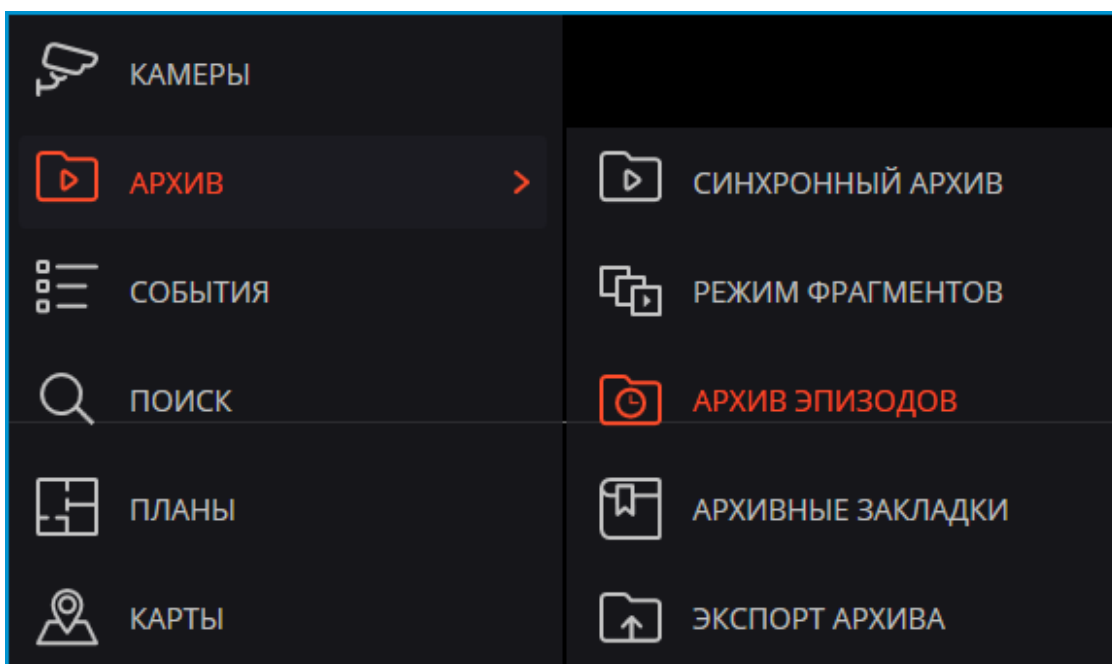 КАМЕРЫ
АРХИВ
СОБЫТИЯ
ПОИСК
ПЛАНЫ
КАРТЫ
СИНХРОННЫЙ АРХИВ
РЕЖИМ ФРАГМЕНТОВ
АРХИВ ЭПИЗОДОВ
АРХИВНЫЕ ЗАКЛАДКИ
ЭКСПОРТ АРХИВА